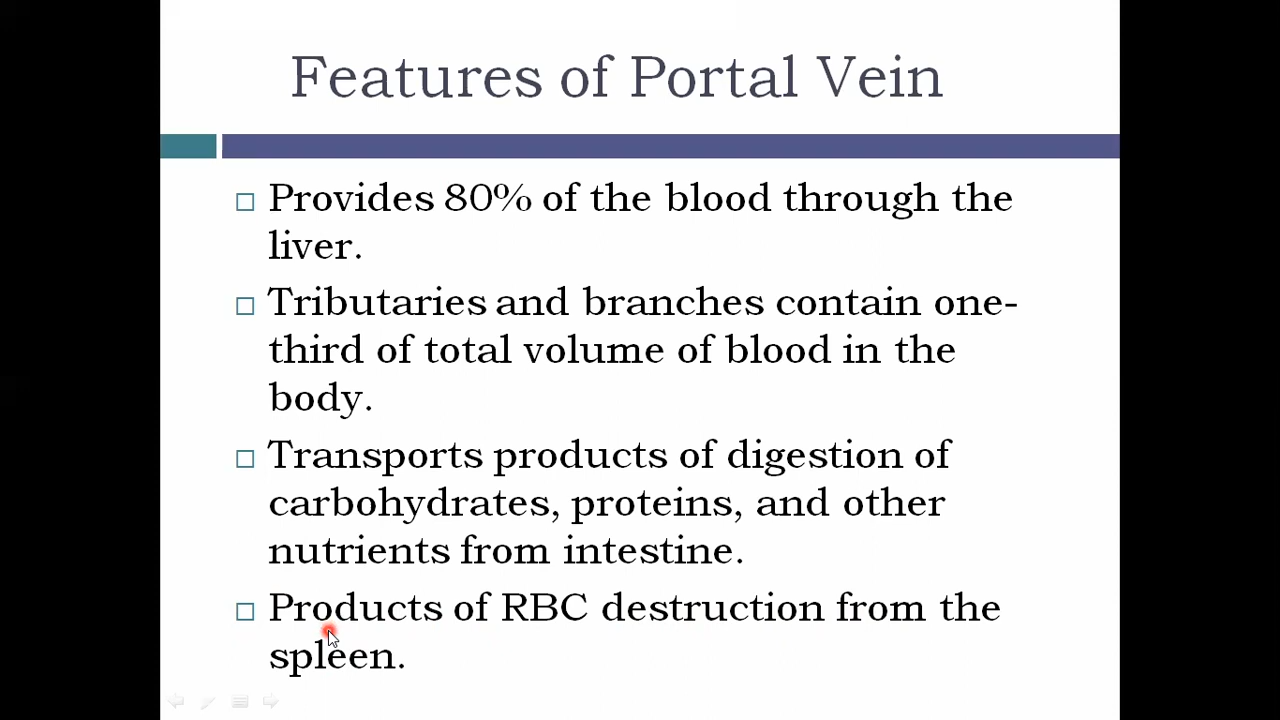 Features of Portal Vein
Provides 80% of the blood through the
liver.
Tributaries and branches contain one-
third of total volume of blood in the
body.
Transports products of digestion of
carbohydrates, proteins, and other
nutrients from intestine.
Products of RBC destruction from the
spleen.